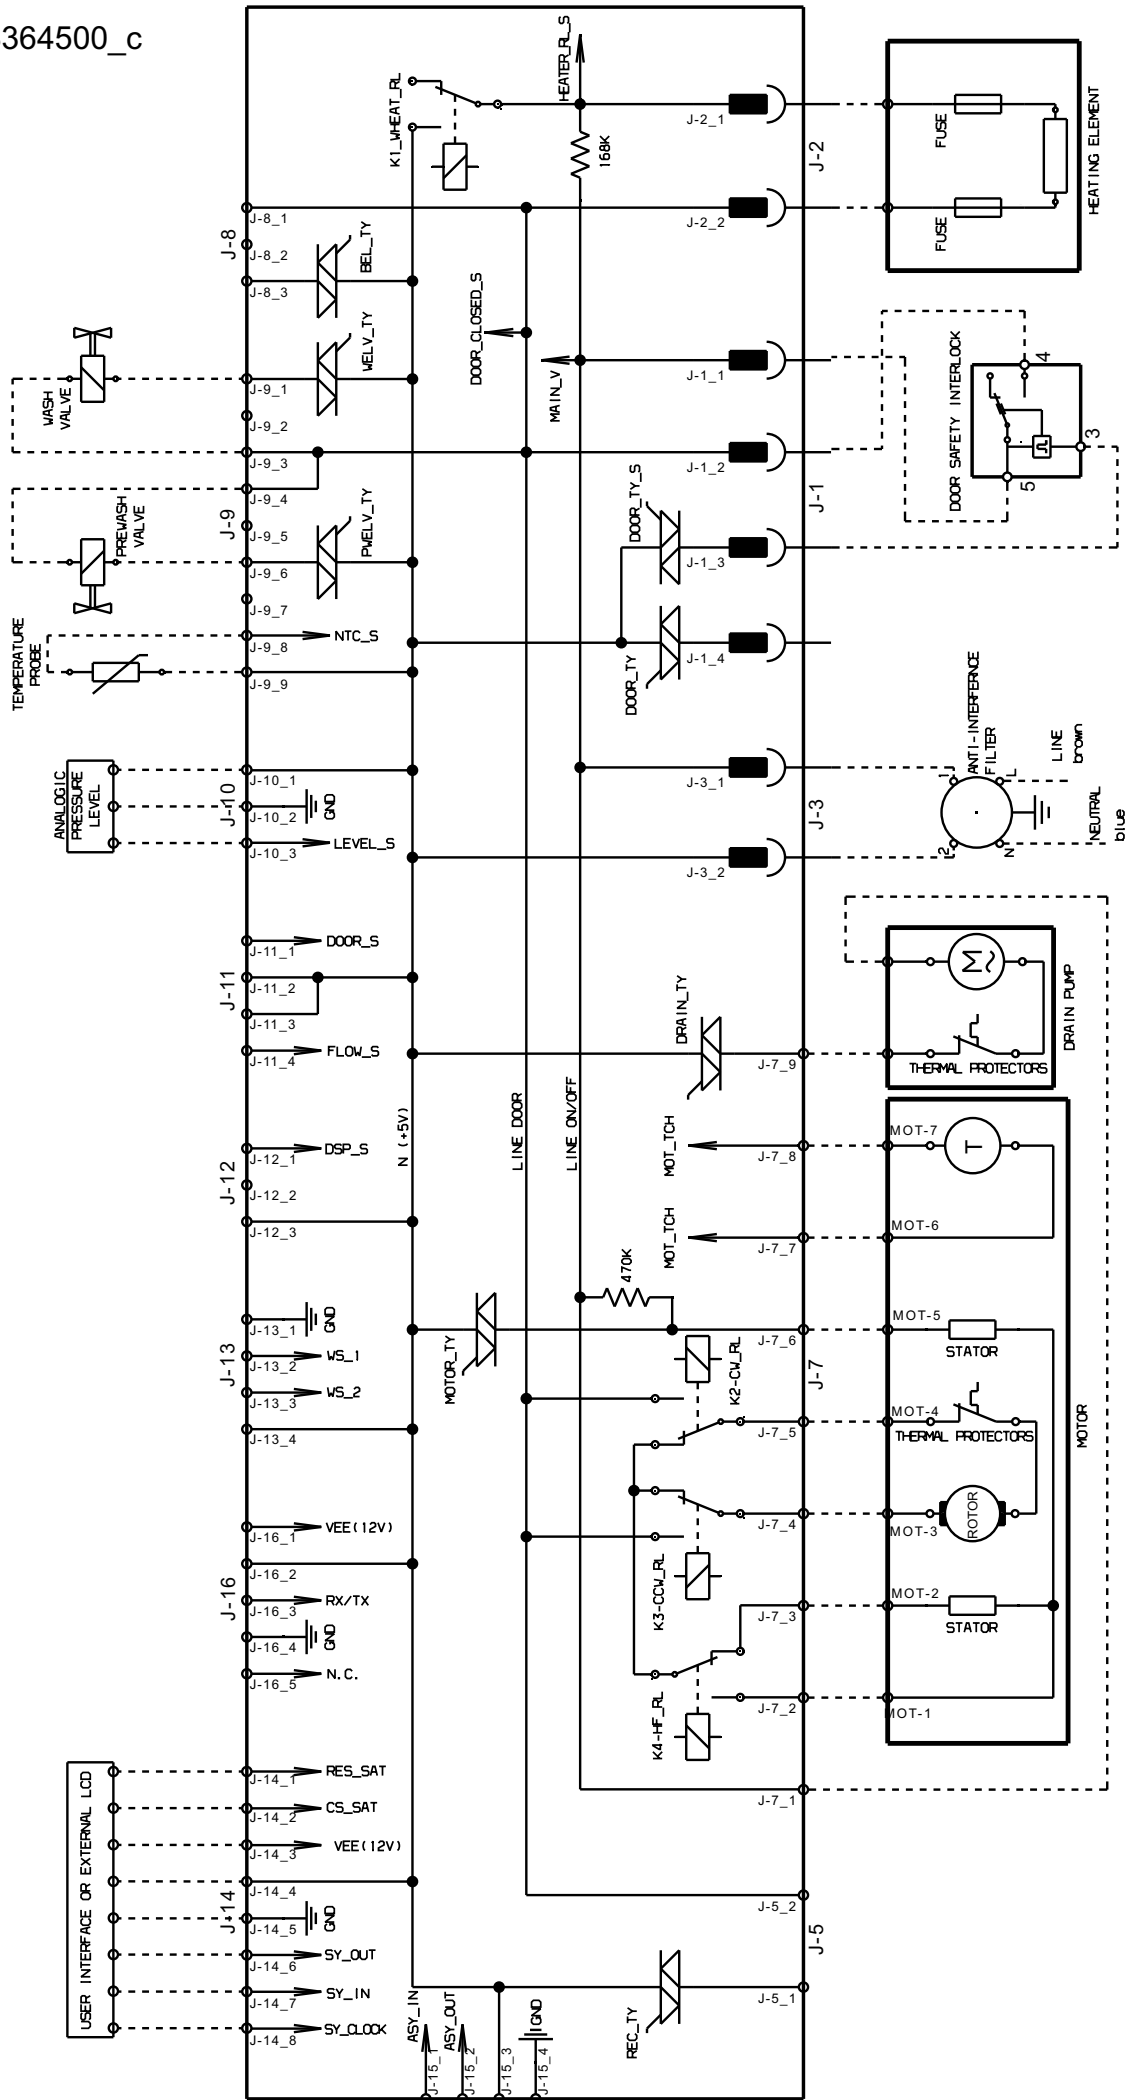 364500_c
HEATER_RL_S
K1_WHEAT_RL
168K
J-2_1
J-2
J-2_2
FUSE
FUSE
HEATING ELEMENT
J-8
J-8_1
J-8_2
J-8_3
BEL_TY
WELV_TY
DOOR_CLOSED_S
MAIN_V
WASH
VALVE
J-9_1
J-9_2
J-9_3
J-9_4
J-9
J-9_5
J-9_6
J-9_7
J-9_8
J-9_9
PREWASH
VALVE
PWELV_TY
NTC_S
TEMPERATURE
PROBE
J-1_1
J-1_2
J-1
J-1_3
J-1_4
DOOR_TY_S
DOOR_TY
DOOR SAFETY INTERLOCK
4
3
5
ANALOGIC
PRESSURE
LEVEL
J-10
J-10_1
J-10_2
GND
J-10_3
LEVEL_S
J-3_1
J-3
J-3_2
1
2
L
N
ANTI-INTERFERNCE
FILTER
LINE
brown
NEUTRAL
blue
J-11
J-11_1
DOOR_S
J-11_2
J-11_3
J-11_4
FLOW_S
N (+5V)
LINE DOOR
LINE ON/OFF
DRAIN_TY
J-7_9
M
THERMAL PROTECTORS
DRAIN PUMP
J-12
J-12_1
DSP_S
J-12_2
J-12_3
MOT_TCH
J-7_8
MOT_TCH
J-7_7
470K
MOT-7
T
MOT-6
J-13
J-13_1
GND
J-13_2
WS_1
J-13_3
WS_2
J-13_4
MOTOR_TY
J-7_6
J-7
K2-CW_RL
J-7_5
J-7_4
K3-CCW_RL
J-7_3
K4-HF_RL
J-7_2
J-7_1
MOT-5
STATOR
MOT-4
THERMAL PROTECTORS
MOT-3
ROTOR
MOT-2
STATOR
MOT-1
MOTOR
J-16
J-16_1
VEE(12V)
J-16_2
J-16_3
RX/TX
J-16_4
GND
J-16_5
N.C.
USER INTERFACE OR EXTERNAL LCD
J-14
J-14_1
RES_SAT
J-14_2
CS_SAT
J-14_3
VEE(12V)
J-14_4
J-14_5
GND
J-14_6
SY_OUT
J-14_7
SY_IN
J-14_8
SY_CLOCK
ASY_IN
J-15_1
ASY_OUT
J-15_2
J-15_3
GND
J-15_4
REC_TY
J-5_2
J-5
J-5_1